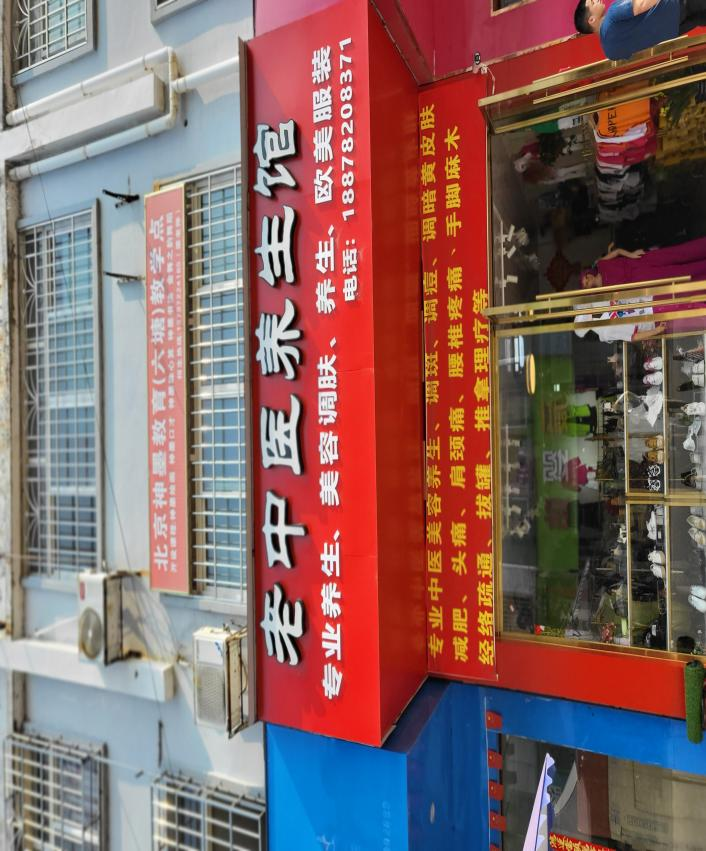 北京神墨教育(六塘)教学点
老中医养生馆
专业养生、美容调肤、养生、欧美服装
电话：18878208371
专业中医美容养生、调斑、调痘、调暗黄皮肤
减肥、头痛、肩颈痛、腰椎疼痛、手脚麻木
经络疏通、拔罐、推拿理疗等